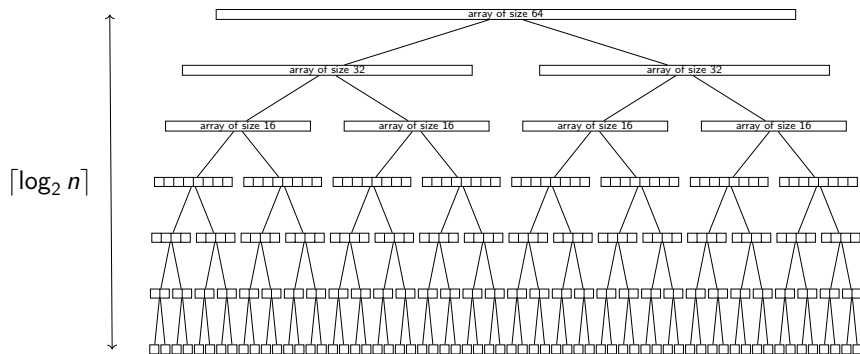 array of size 64
array of size 32
array of size 32
array of size 16
array of size 16
array of size 16
array of size 16
⌈log₂ n⌉